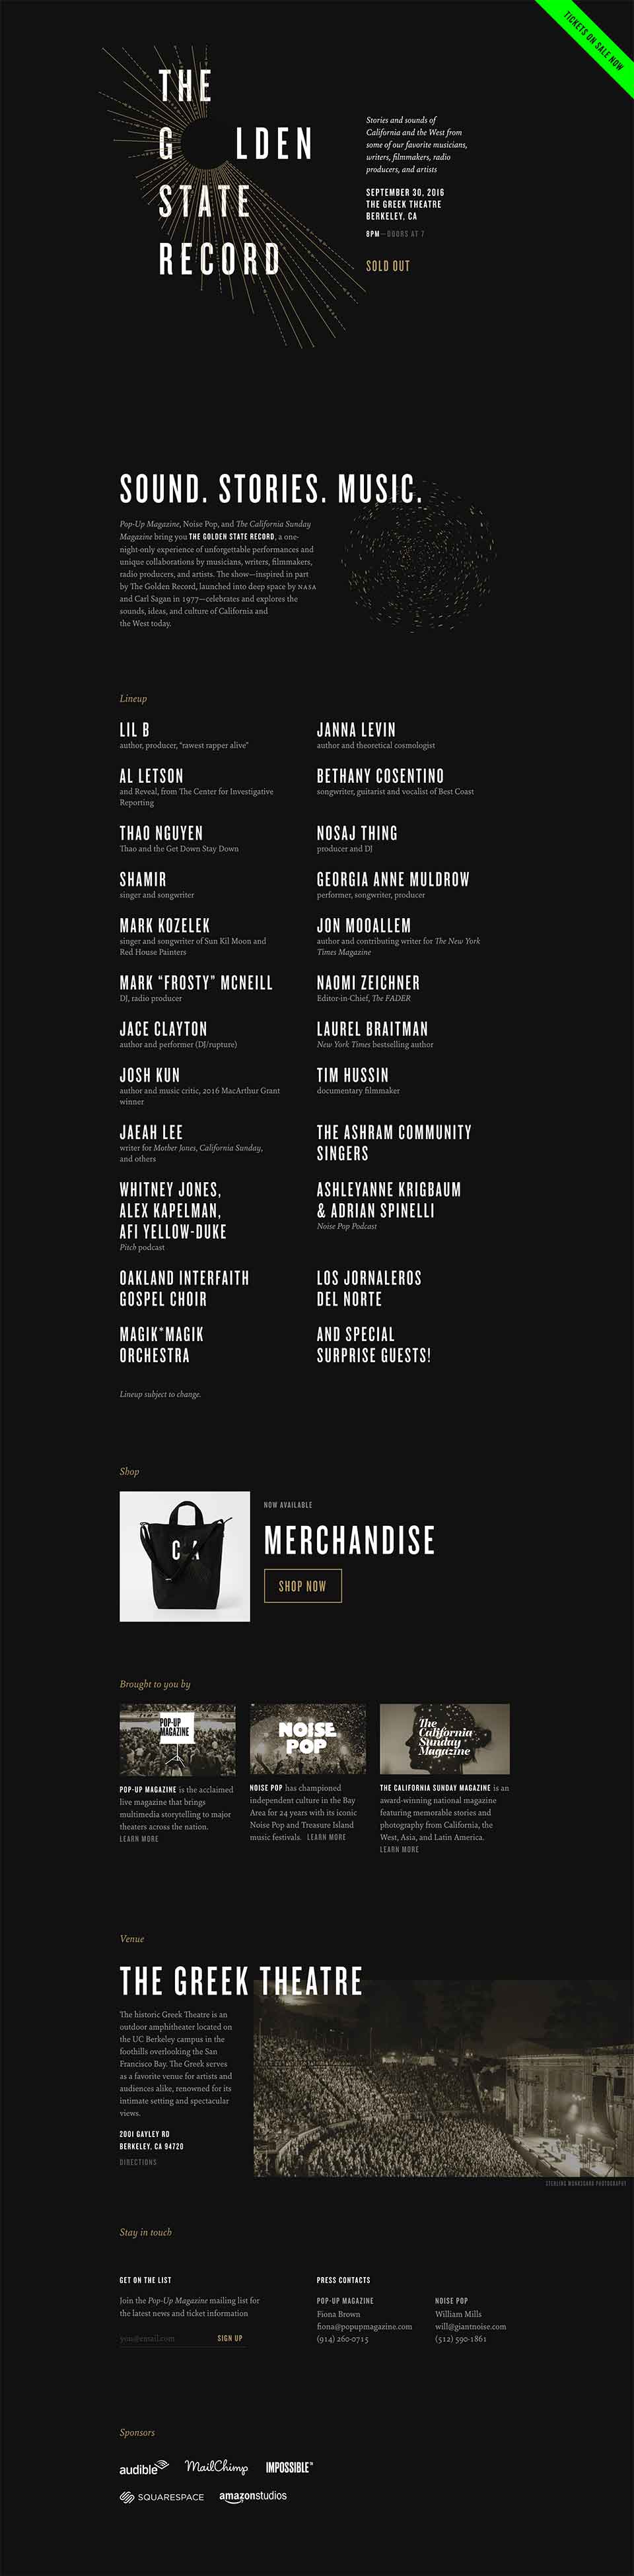 TICKETS ON SALE NOW
THE
G LDEN
STATE
RECORD
Stories and sounds of
California and the West from
some of our favorite musicians,
writers, filmmakers, radio
producers, and artists
SEPTEMBER 30, 2016
THE GREEK THEATRE
BERKELEY, CA
8PM—DOORS AT 7
SOLD OUT
SOUND. STORIES. MUSIC.
Pop-Up Magazine, Noise Pop, and The California Sunday
Magazine bring you THE GOLDEN STATE RECORD, a one-
night-only experience of unforgettable performances and
unique collaborations by musicians, writers, filmmakers,
radio producers, and artists. The show—inspired in part
by The Golden Record, launched into deep space by NASA
and Carl Sagan in 1977—celebrates and explores the
sounds, ideas, and culture of California and
the West today.
Lineup
LIL B
author, producer, “rawest rapper alive”
JANNA LEVIN
author and theoretical cosmologist
AL LETSON
and Reveal, from The Center for Investigative
Reporting
BETHANY COSENTINO
songwriter, guitarist and vocalist of Best Coast
THAO NGUYEN
Thao and the Get Down Stay Down
NOSAJ THING
producer and DJ
SHAMIR
singer and songwriter
GEORGIA ANNE MULDROW
performer, songwriter, producer
MARK KOZELEK
singer and songwriter of Sun Kil Moon and
Red House Painters
JON MOOALLEM
author and contributing writer for The New York
Times Magazine
MARK “FROSTY” MCNEILL
DJ, radio producer
NAOMI ZEICHNER
Editor-in-Chief, The FADER
JACE CLAYTON
author and performer (DJ/rupture)
LAUREL BRAITMAN
New York Times bestselling author
JOSH KUN
author and music critic, 2016 MacArthur Grant
winner
TIM HUSSIN
documentary filmmaker
JAEAH LEE
writer for Mother Jones, California Sunday,
and others
THE ASHRAM COMMUNITY
SINGERS
WHITNEY JONES,
ALEX KAPELMAN,
AFI YELLOW-DUKE
Pitch podcast
ASHLEYANNE KRIGBAUM
& ADRIAN SPINELLI
Noise Pop Podcast
OAKLAND INTERFAITH
GOSPEL CHOIR
LOS JORNALEROS
DEL NORTE
MAGIK*MAGIK
ORCHESTRA
AND SPECIAL
SURPRISE GUESTS!
Lineup subject to change.
Shop
NOW AVAILABLE
MERCHANDISE
SHOP NOW
Brought to you by
POP-UP
MAGAZINE
POP-UP MAGAZINE is the acclaimed
live magazine that brings
multimedia storytelling to major
theaters across the nation.
LEARN MORE
NOISE
POP
NOISE POP has championed
independent culture in the Bay
Area for 24 years with its iconic
Noise Pop and Treasure Island
music festivals. LEARN MORE
The
California
Sunday
Magazine
THE CALIFORNIA SUNDAY MAGAZINE is an
award-winning national magazine
featuring memorable stories and
photography from California, the
West, Asia, and Latin America.
LEARN MORE
Venue
THE GREEK THEATRE
The historic Greek Theatre is an
outdoor amphitheater located on
the UC Berkeley campus in the
foothills overlooking the San
Francisco Bay. The Greek serves
as a favorite venue for artists and
audiences alike, renowned for its
intimate setting and spectacular
views.
2001 GAYLEY RD
BERKELEY, CA 94720
DIRECTIONS
PHOTOGRAPHY
Stay in touch
GET ON THE LIST
Join the Pop-Up Magazine mailing list for
the latest news and ticket information
you@email.com
SIGN UP
PRESS CONTACTS
POP-UP MAGAZINE
Fiona Brown
fiona@popupmagazine.com
(914) 260-0715
NOISE POP
William Mills
will@giantnoise.com
(512) 590-1861
Sponsors
audible
MailChimp
IMPOSSIBLE™
SQUARESPACE
amazonstudios